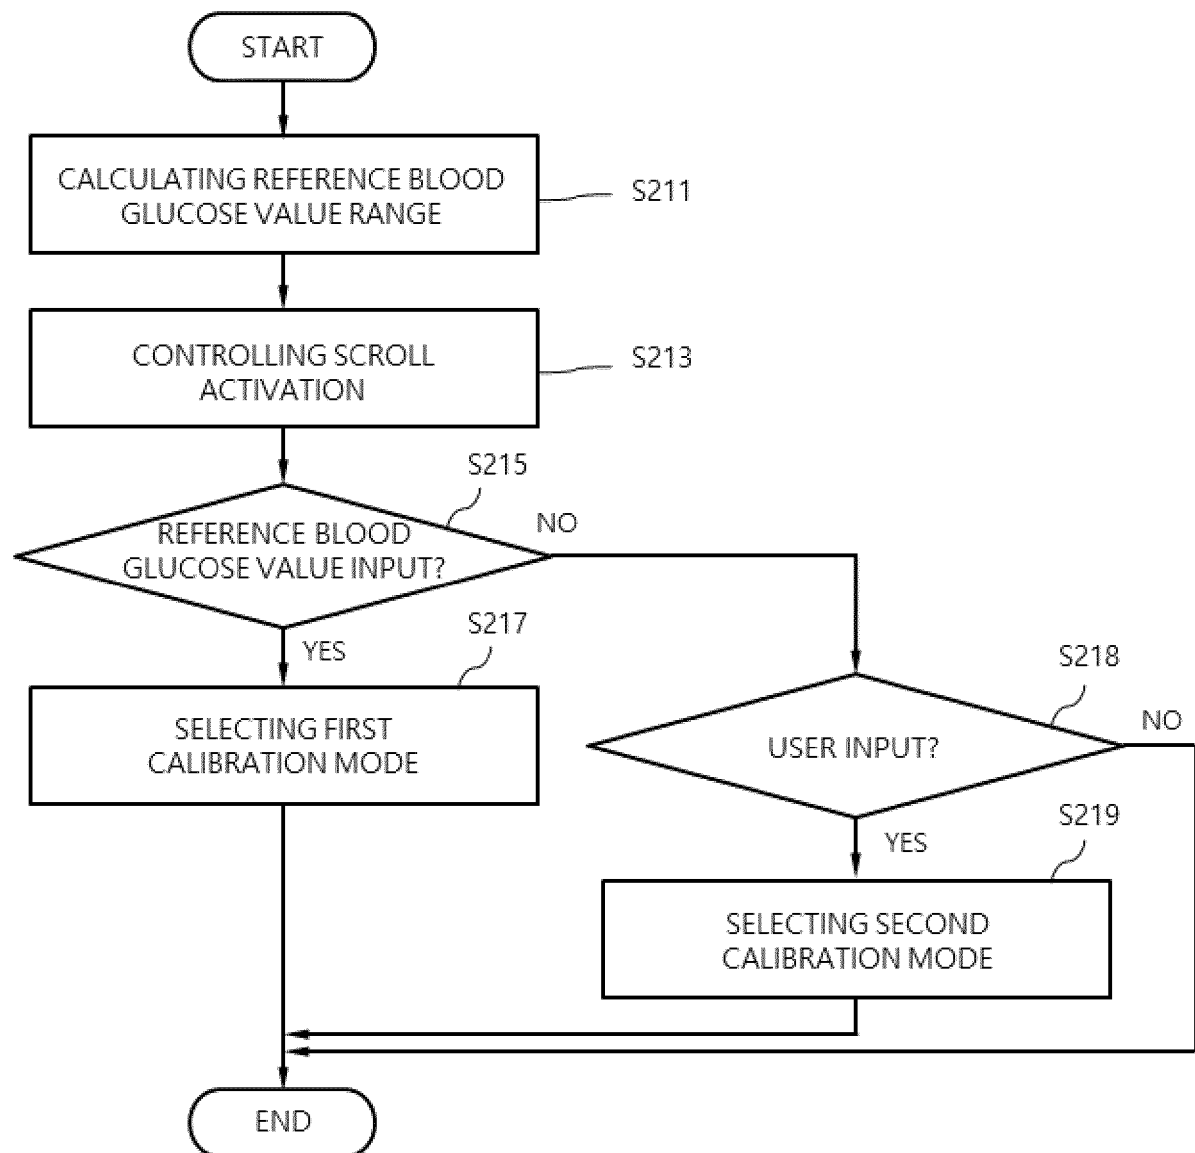 START
CALCULATING REFERENCE BLOOD
GLUCOSE VALUE RANGE
S211
CONTROLLING SCROLL
ACTIVATION
S213
S215
REFERENCE BLOOD
GLUCOSE VALUE INPUT?
NO
YES
S217
SELECTING FIRST
CALIBRATION MODE
S218
USER INPUT?
NO
YES
S219
SELECTING SECOND
CALIBRATION MODE
END